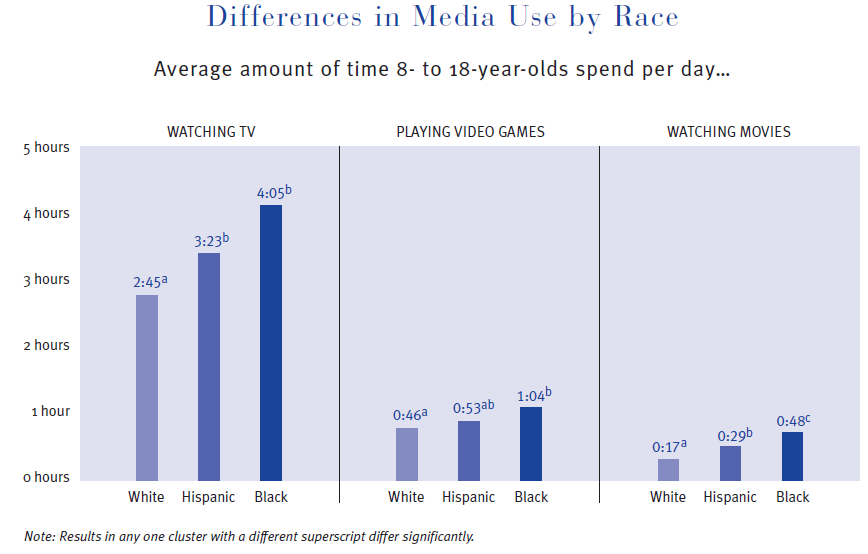 Differences in Media Use by Race
Average amount of time 8- to 18-year-olds spend per day...
WATCHING TV
PLAYING VIDEO GAMES
WATCHING MOVIES
5 hours
4 hours
3 hours
2 hours
1 hour
0 hours
2:45a
3:23b
4:05b
0:46a
0:53ab
1:04b
0:17a
0:29b
0:48c
White Hispanic Black
White Hispanic Black
White Hispanic Black
Note: Results in any one cluster with a different superscript differ significantly.